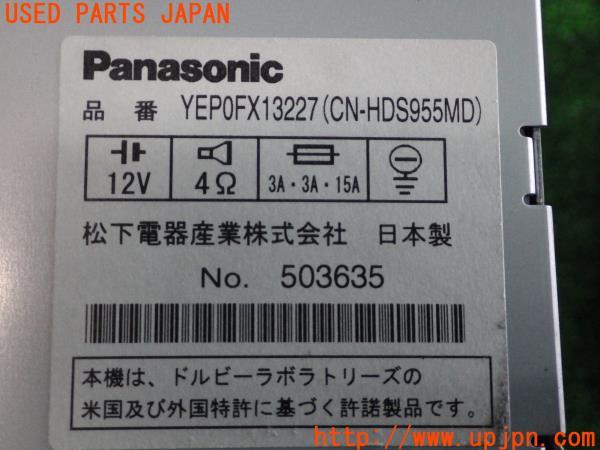 USED PARTS JAPAN
Panasonic
品番 YEP0FX13227(CN-HDS955MD)
12V 4Ω 3A・3A・15A
松下電器産業株式会社 日本製
No. 503635
本機は、ドルビーラボラトリーズの
米国及び外国特許に基づく許諾製品です。
http://www.upjpn.com